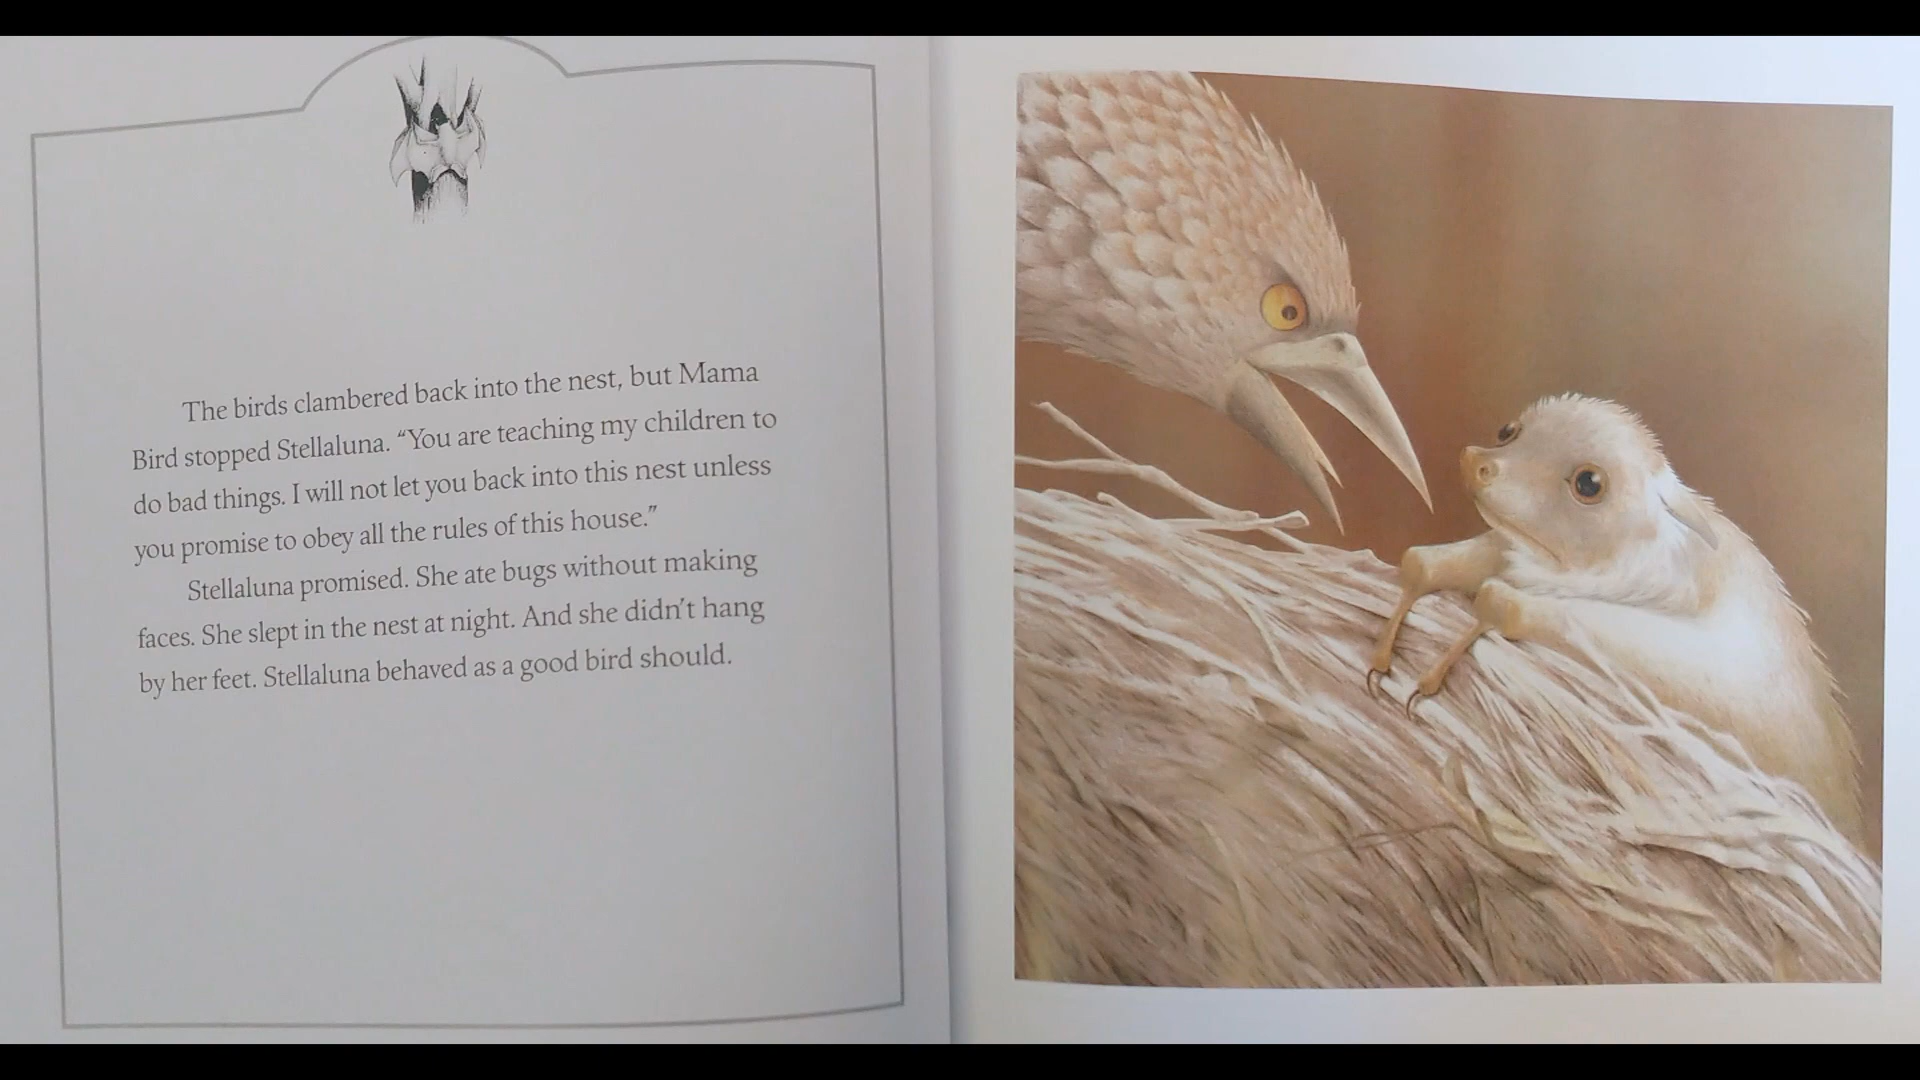 The birds clambered back into the nest, but Mama
Bird stopped Stellaluna. “You are teaching my children to
do bad things. I will not let you back into this nest unless
you promise to obey all the rules of this house.”
Stellaluna promised. She ate bugs without making
faces. She slept in the nest at night. And she didn’t hang
by her feet. Stellaluna behaved as a good bird should.